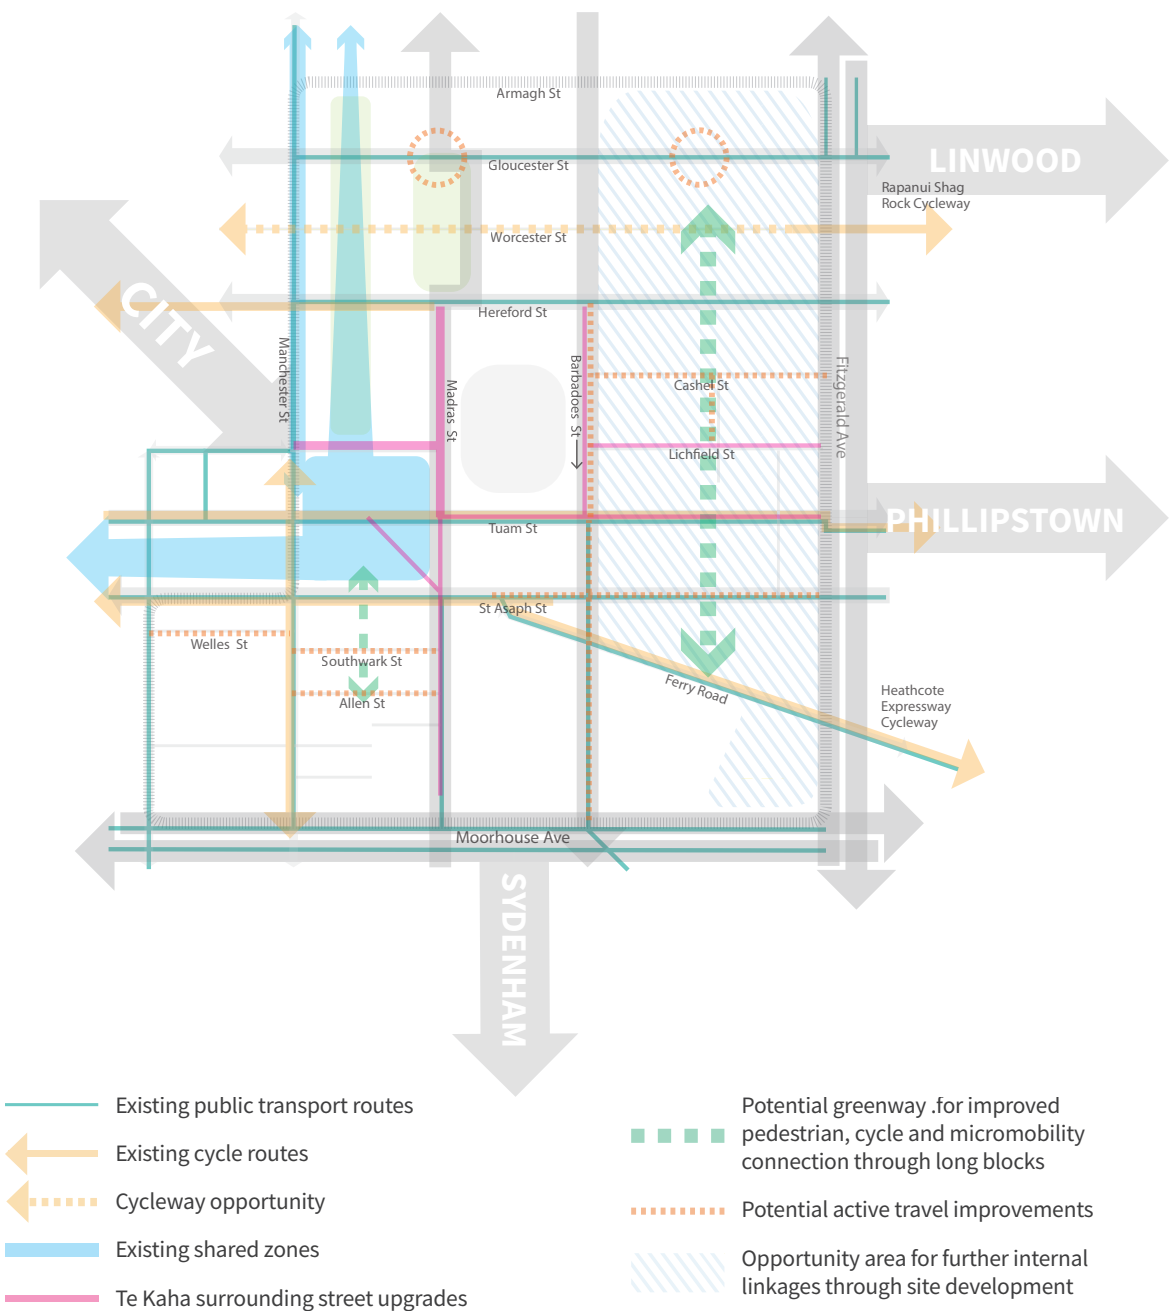 Armagh St
Gloucester St
LINWOOD
Rapanui Shag
Rock Cycleway
Worcester St
CITY
Hereford St
Manchester St
Madras St
Barbadoes St
Cashel St
Fitzgerald Ave
Lichfield St
PHILLIPSTOWN
Tuam St
St Asaph St
Welles St
Southwark St
Allen St
Ferry Road
Heathcote
Expressway
Cycleway
Moorhouse Ave
SYDENHAM
Existing public transport routes
Existing cycle routes
Cycleway opportunity
Existing shared zones
Te Kaha surrounding street upgrades
Potential greenway .for improved
pedestrian, cycle and micromobility
connection through long blocks
Potential active travel improvements
Opportunity area for further internal
linkages through site development